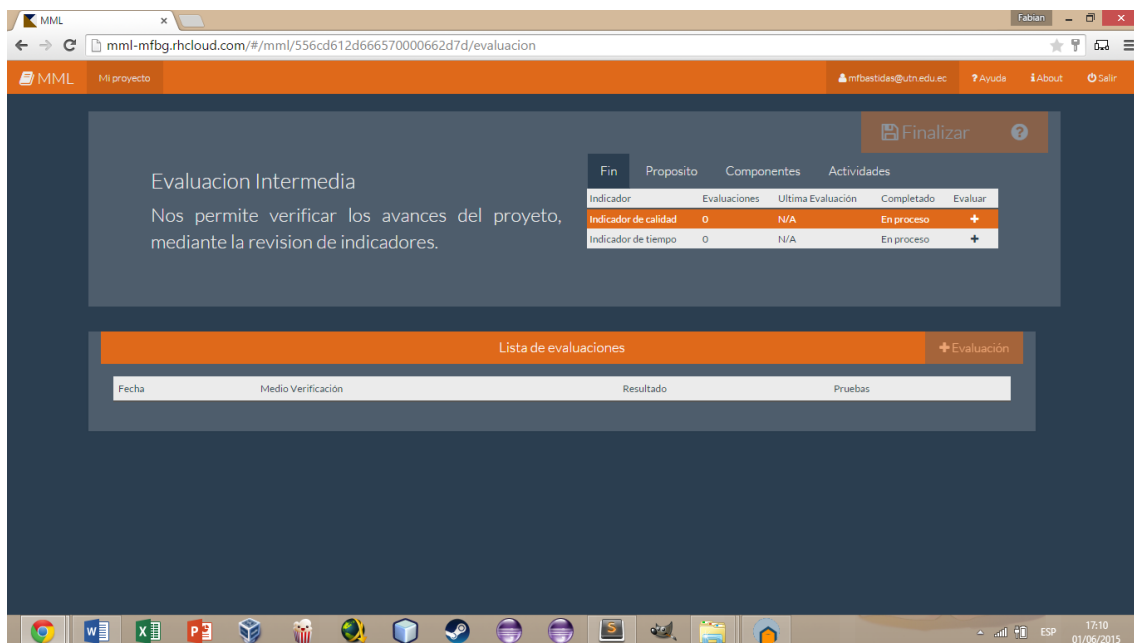 MML
Fabian
mml-mfbg.rhcloud.com/#/mml/556cd612d666570000662d7d/evaluacion
MML Mi proyecto mfbastidas@utn.edu.ec ? Ayuda i About Salir
Finalizar ?
Fin Proposito Componentes Actividades
Evaluacion Intermedia
Nos permite verificar los avances del proyeto,
mediante la revision de indicadores.
Indicador Evaluaciones Ultima Evaluación Completado Evaluar
Indicador de calidad 0 N/A En proceso +
Indicador de tiempo 0 N/A En proceso +
Lista de evaluaciones +Evaluación
Fecha Medio Verificación Resultado Pruebas
ESP 17:10
01/06/2015